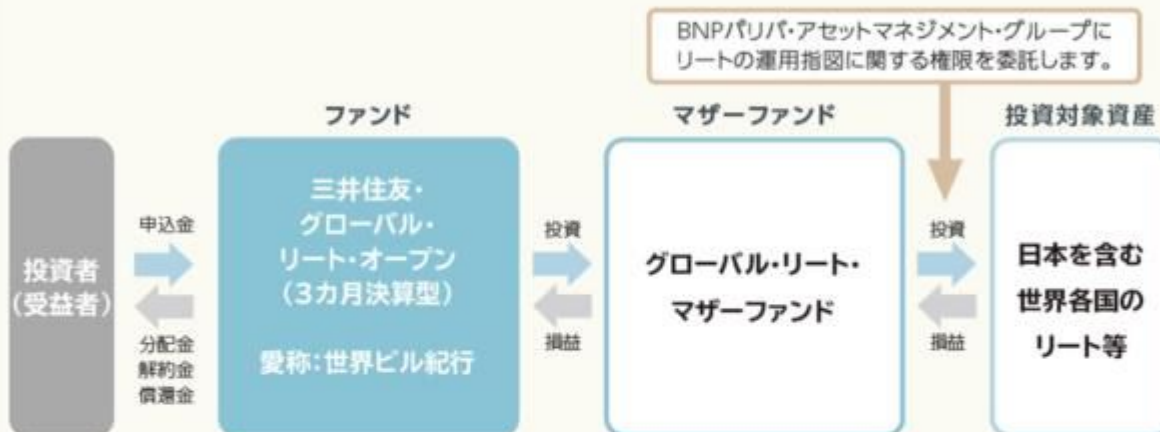 BNPパリバ・アセットマネジメント・グループに
リートの運用指図に関する権限を委託します。
ファンド
マザーファンド
投資対象資産
投資者
(受益者)
申込金
分配金
解約金
償還金
三井住友・
グローバル・
リート・オープン
(3カ月決算型)
愛称:世界ビル紀行
投資
損益
グローバル・リート・
マザーファンド
投資
損益
日本を含む
世界各国の
リート等